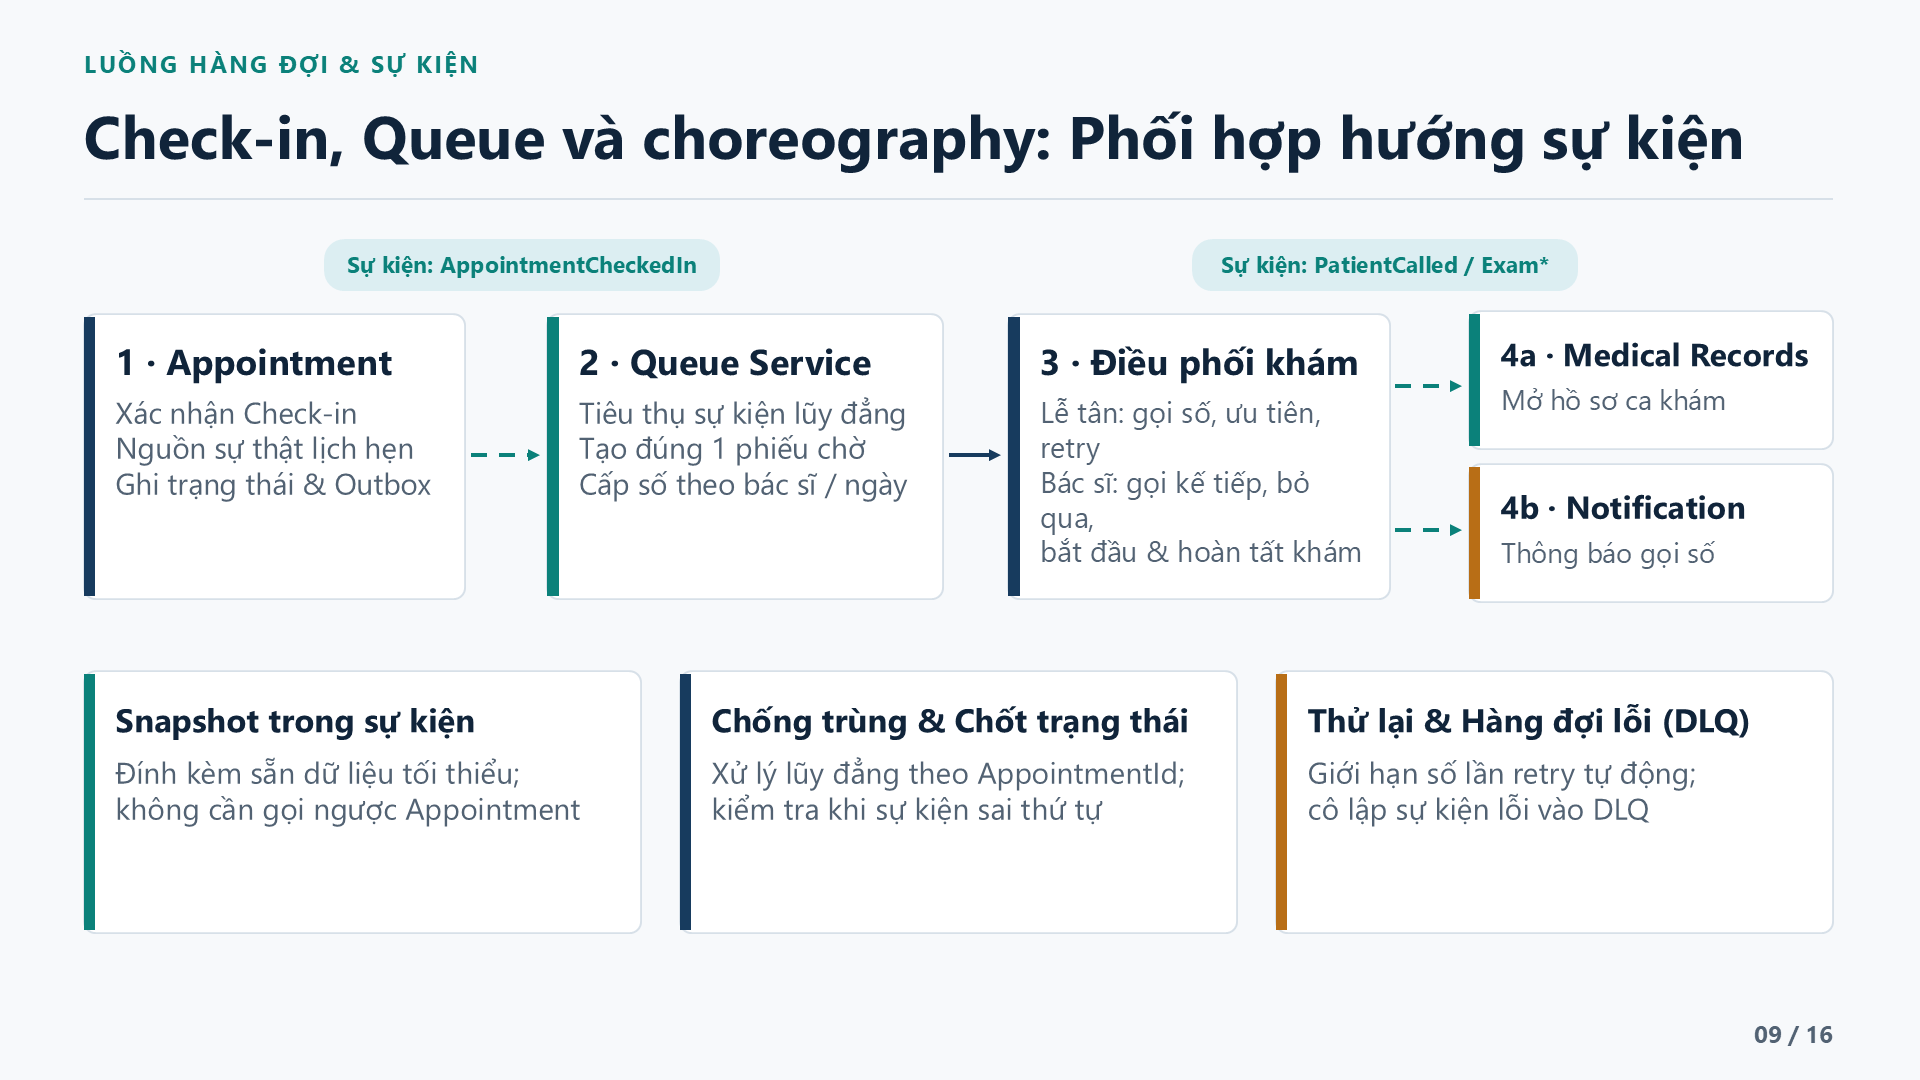 LUỒNG HÀNG ĐỢI & SỰ KIỆN
Check-in, Queue và choreography: Phối hợp hướng sự kiện
Sự kiện: AppointmentCheckedIn
Sự kiện: PatientCalled / Exam*
1 · Appointment
Xác nhận Check-in
Nguồn sự thật lịch hẹn
Ghi trạng thái & Outbox
2 · Queue Service
Tiêu thụ sự kiện lũy đẳng
Tạo đúng 1 phiếu chờ
Cấp số theo bác sĩ / ngày
3 · Điều phối khám
Lễ tân: gọi số, ưu tiên,
retry
Bác sĩ: gọi kế tiếp, bỏ
qua,
bắt đầu & hoàn tất khám
4a · Medical Records
Mở hồ sơ ca khám
4b · Notification
Thông báo gọi số
Snapshot trong sự kiện
Đính kèm sẵn dữ liệu tối thiểu;
không cần gọi ngược Appointment
Chống trùng & Chốt trạng thái
Xử lý lũy đẳng theo AppointmentId;
kiểm tra khi sự kiện sai thứ tự
Thử lại & Hàng đợi lỗi (DLQ)
Giới hạn số lần retry tự động;
cô lập sự kiện lỗi vào DLQ
09 / 16